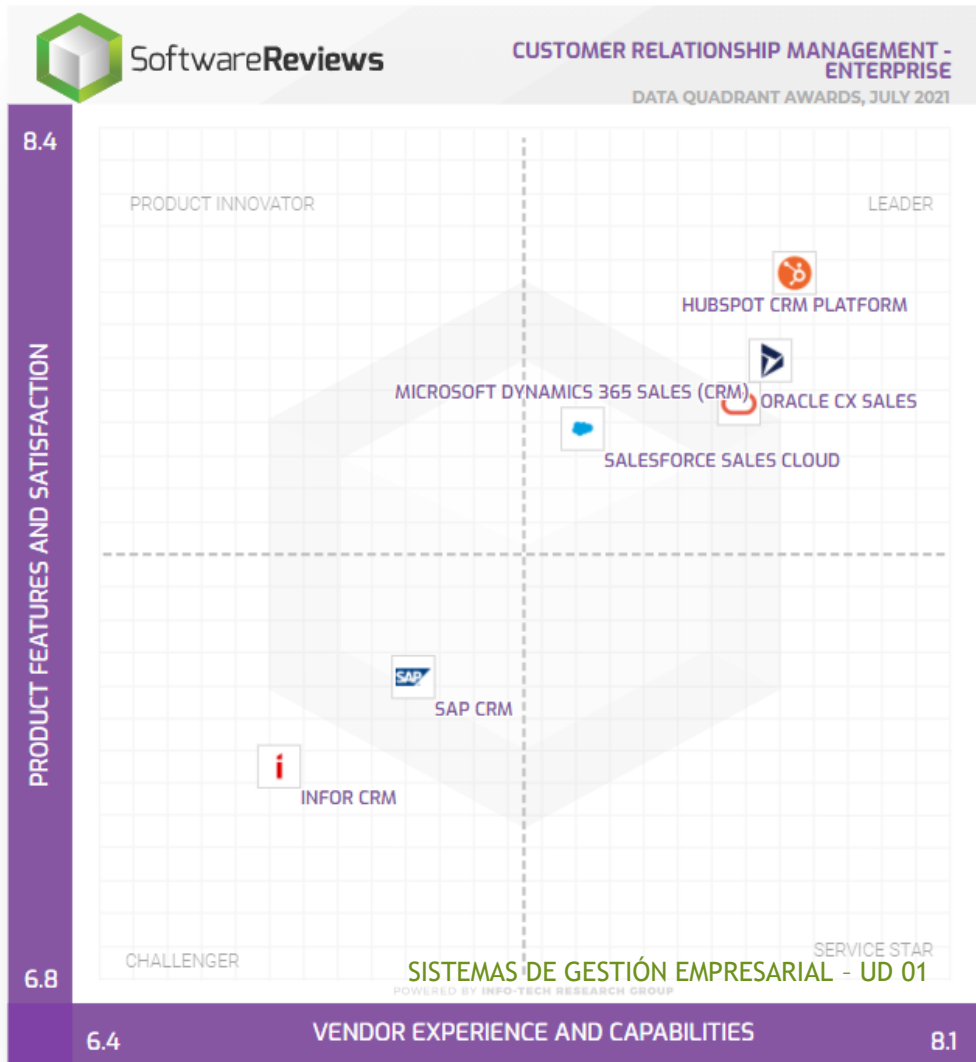 SoftwareReviews
CUSTOMER RELATIONSHIP MANAGEMENT -
ENTERPRISE
DATA QUADRANT AWARDS, JULY 2021
8.4
PRODUCT INNOVATOR
LEADER
HUBSPOT CRM PLATFORM
MICROSOFT DYNAMICS 365 SALES (CRM)
ORACLE CX SALES
SALESFORCE SALES CLOUD
PRODUCT FEATURES AND SATISFACTION
SAP
SAP CRM
i
INFOR CRM
CHALLENGER
SERVICE STAR
SISTEMAS DE GESTIÓN EMPRESARIAL - UD 01
POWERED BY INFO-TECH RESEARCH GROUP
6.8
6.4
VENDOR EXPERIENCE AND CAPABILITIES
8.1